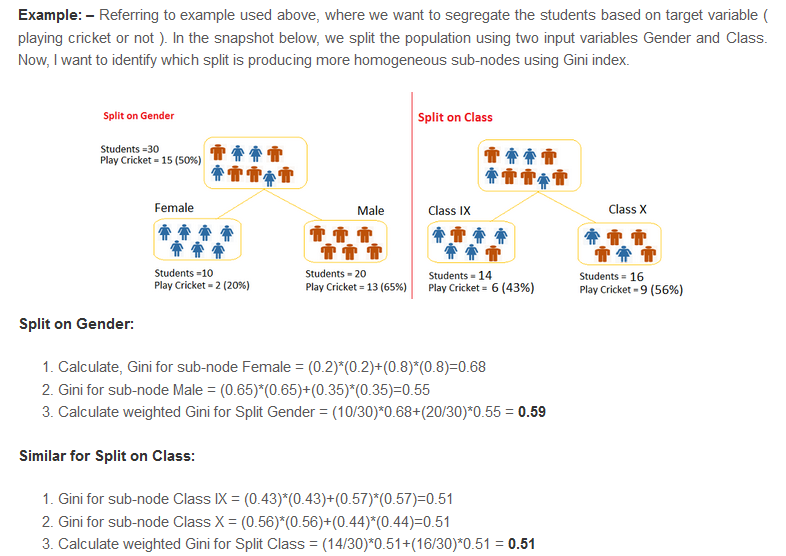 Example: – Referring to example used above, where we want to segregate the students based on target variable (
playing cricket or not ). In the snapshot below, we split the population using two input variables Gender and Class.
Now, I want to identify which split is producing more homogeneous sub-nodes using Gini index.
Split on Gender
Students =30
Play Cricket = 15 (50%)
Female
Male
Students =10
Play Cricket = 2 (20%)
Students = 20
Play Cricket = 13 (65%)
Split on Class
Class IX
Class X
Students = 14
Play Cricket = 6 (43%)
Students = 16
Play Cricket = 9 (56%)
Split on Gender:
1. Calculate, Gini for sub-node Female = (0.2)*(0.2)+(0.8)*(0.8)=0.68
2. Gini for sub-node Male = (0.65)*(0.65)+(0.35)*(0.35)=0.55
3. Calculate weighted Gini for Split Gender = (10/30)*0.68+(20/30)*0.55 = 0.59
Similar for Split on Class:
1. Gini for sub-node Class IX = (0.43)*(0.43)+(0.57)*(0.57)=0.51
2. Gini for sub-node Class X = (0.56)*(0.56)+(0.44)*(0.44)=0.51
3. Calculate weighted Gini for Split Class = (14/30)*0.51+(16/30)*0.51 = 0.51